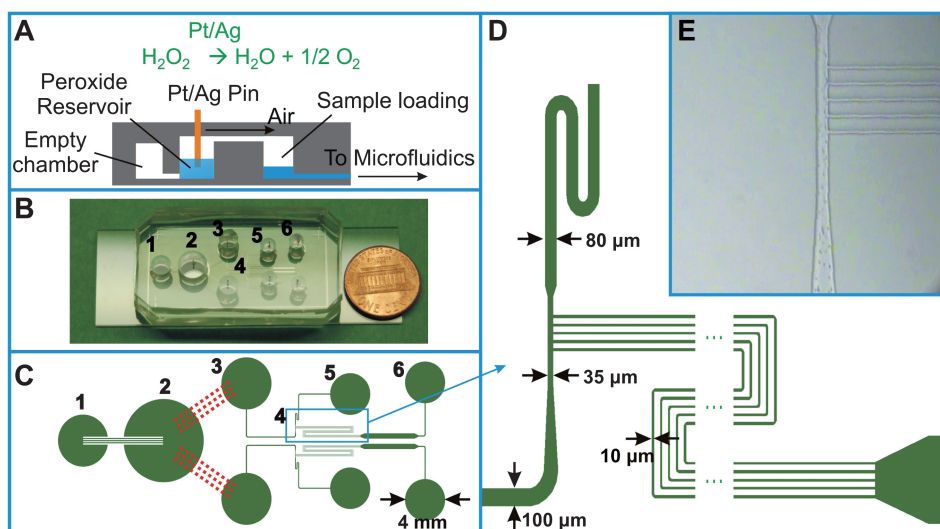 A
Pt/Ag
H₂O₂ → H₂O + 1/2 O₂
Peroxide
Reservoir
Pt/Ag Pin
Sample loading
Air
Empty
chamber
To Microfluidics
B
1
2
3
4
5
6
ONE CENT
C
1
2
3
4
5
6
4 mm
D
80 µm
35 µm
10 µm
100 µm
...
...
...
E